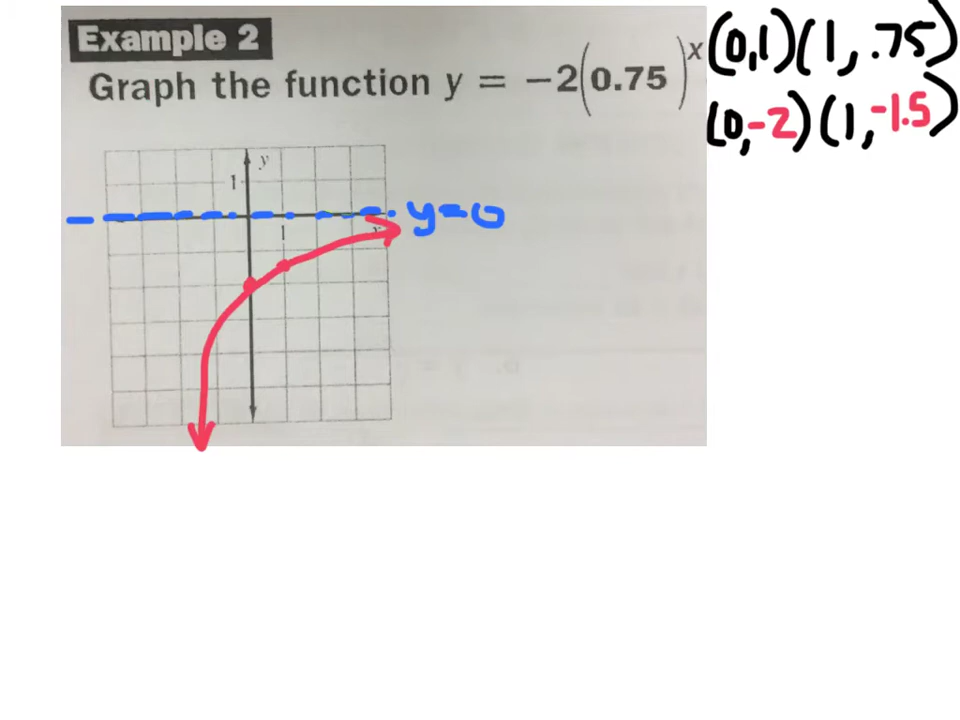 Example 2
Graph the function y = −2(0.75)^x
(0,1)(1, .75)
(0,-2)(1,-1.5)
y
1
y=0
1
x